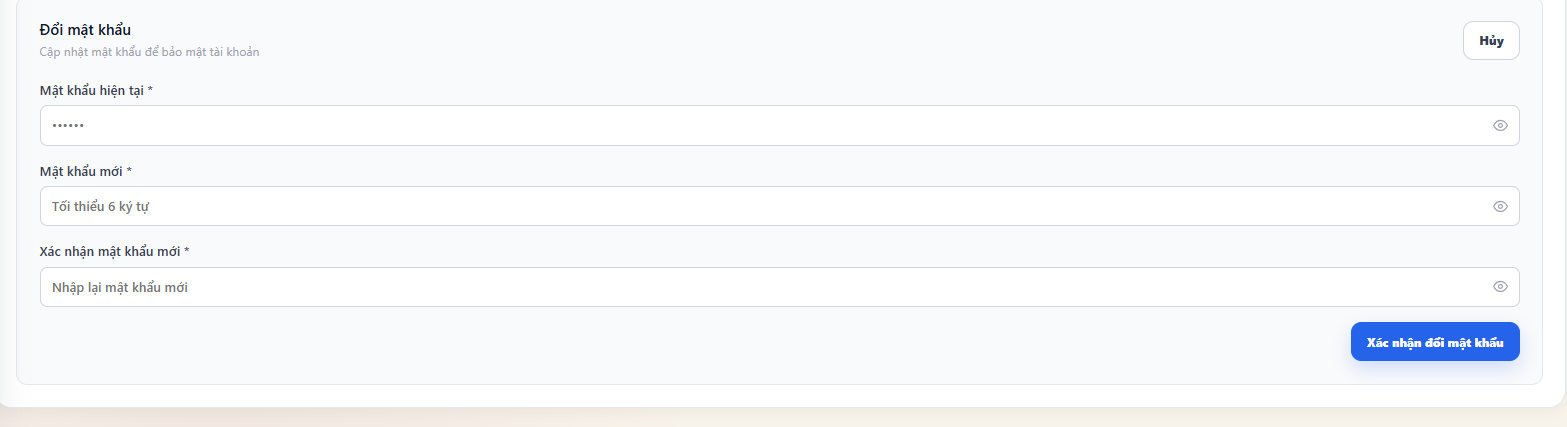 Đổi mật khẩu
Cập nhật mật khẩu để bảo mật tài khoản
Hủy
Mật khẩu hiện tại *
••••••
Mật khẩu mới *
Tối thiểu 6 ký tự
Xác nhận mật khẩu mới *
Nhập lại mật khẩu mới
Xác nhận đổi mật khẩu